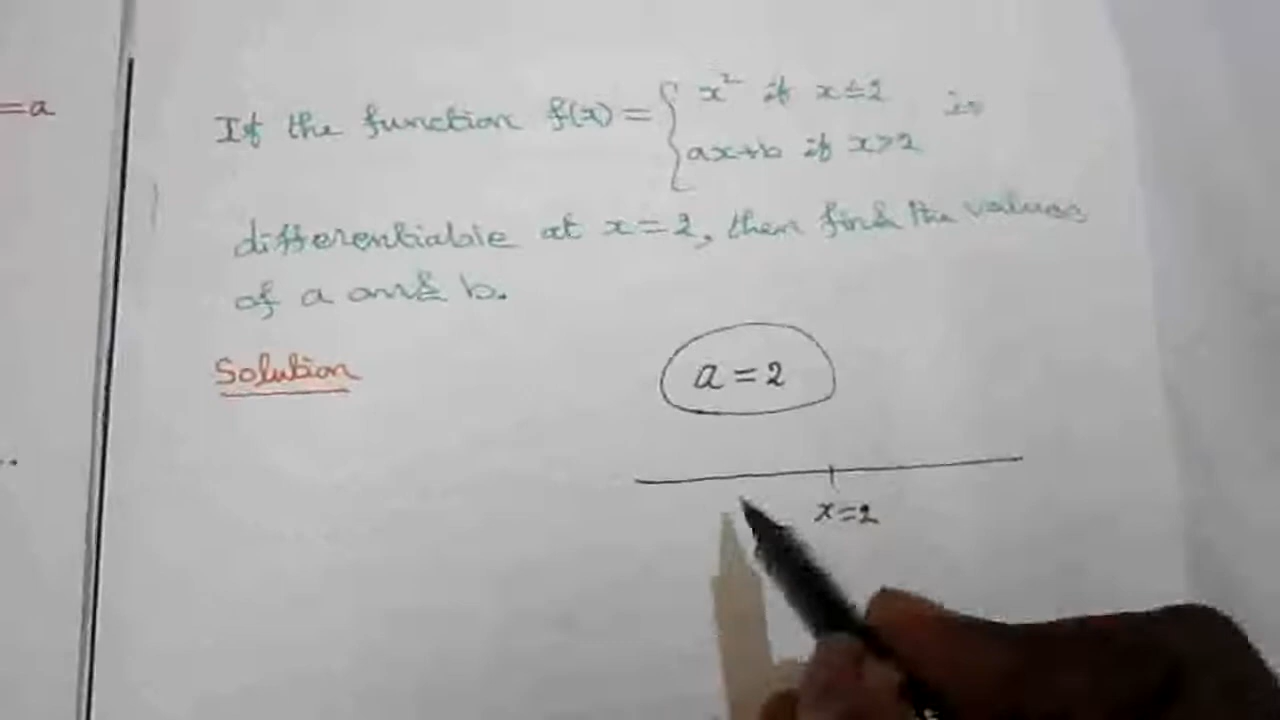 =a
If the function f(x) = { x² if x≤2 is
ax+b if x>2
differentiable at x=2, then find the values
of a and b.
Solution
a = 2
x=2